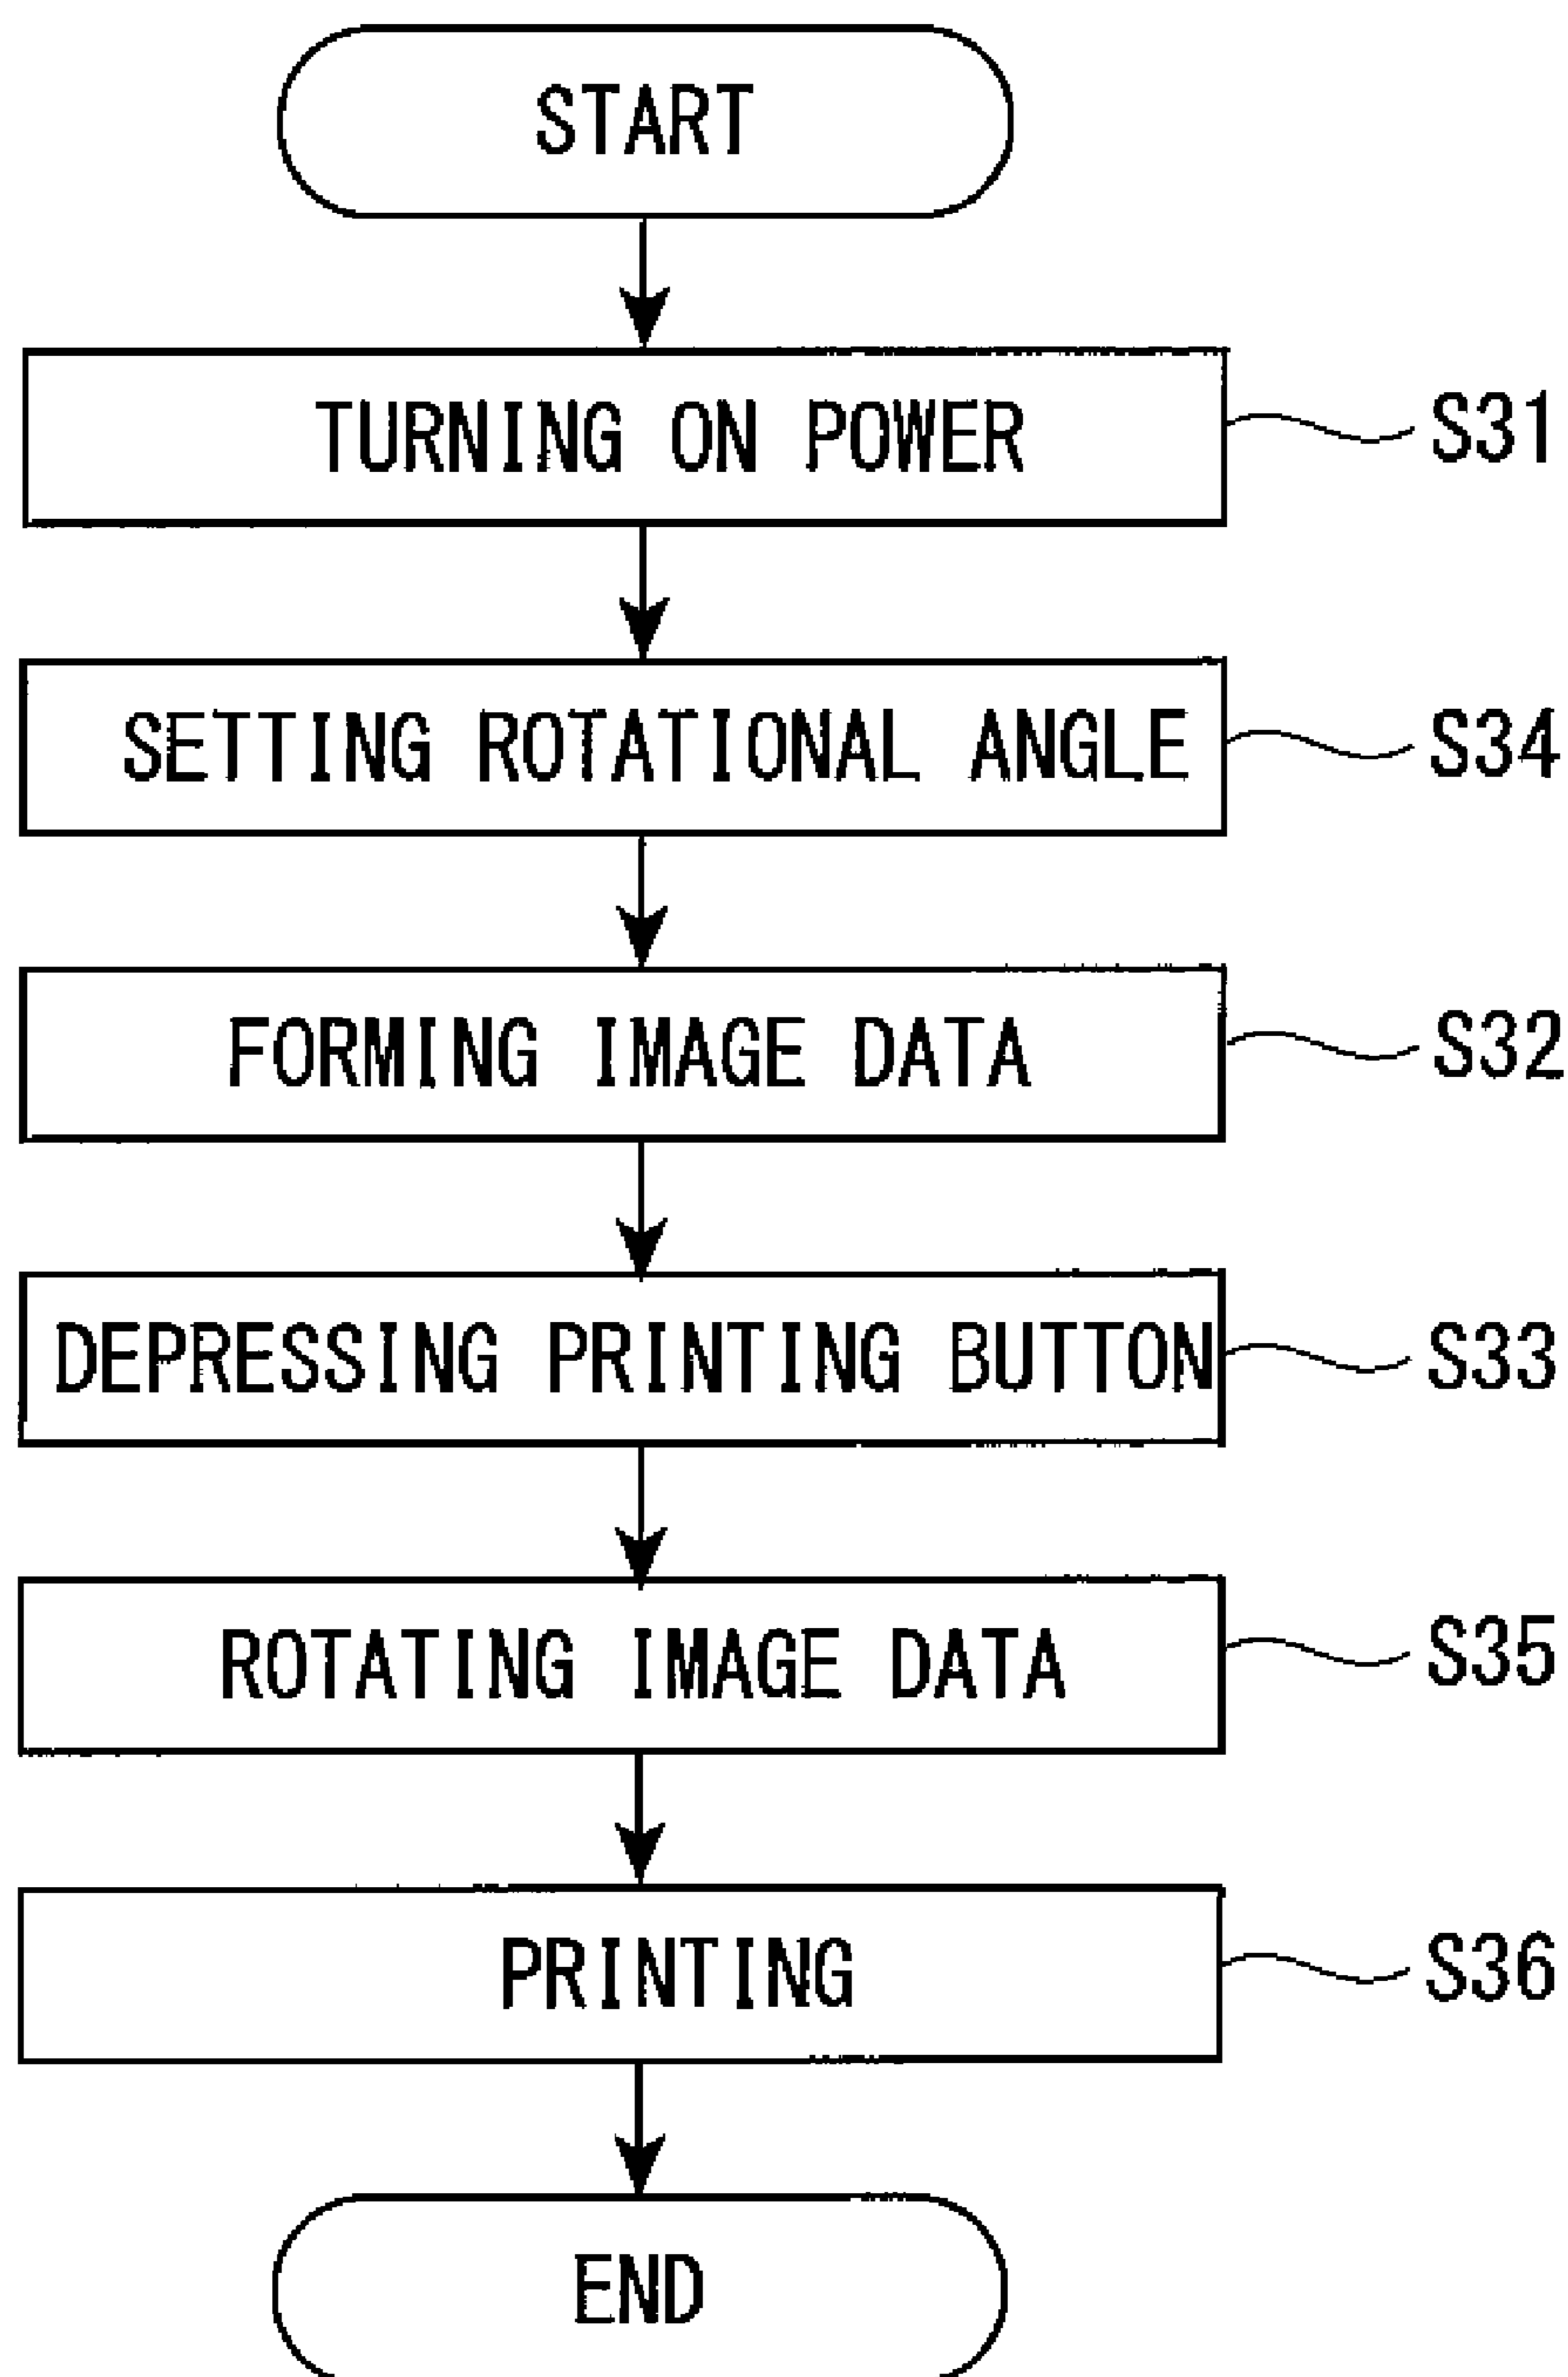 START
TURNING ON POWER S31
SETTING ROTATIONAL ANGLE S34
FORMING IMAGE DATA S32
DEPRESSING PRINTING BUTTON S33
ROTATING IMAGE DATA S35
PRINTING S36
END